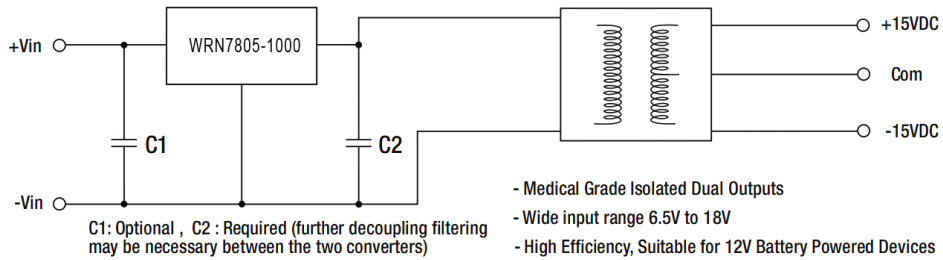 +Vin
WRN7805-1000
+15VDC
Com
-15VDC
C1
C2
-Vin
C1: Optional , C2 : Required (further decoupling filtering
may be necessary between the two converters)
- Medical Grade Isolated Dual Outputs
- Wide input range 6.5V to 18V
- High Efficiency, Suitable for 12V Battery Powered Devices